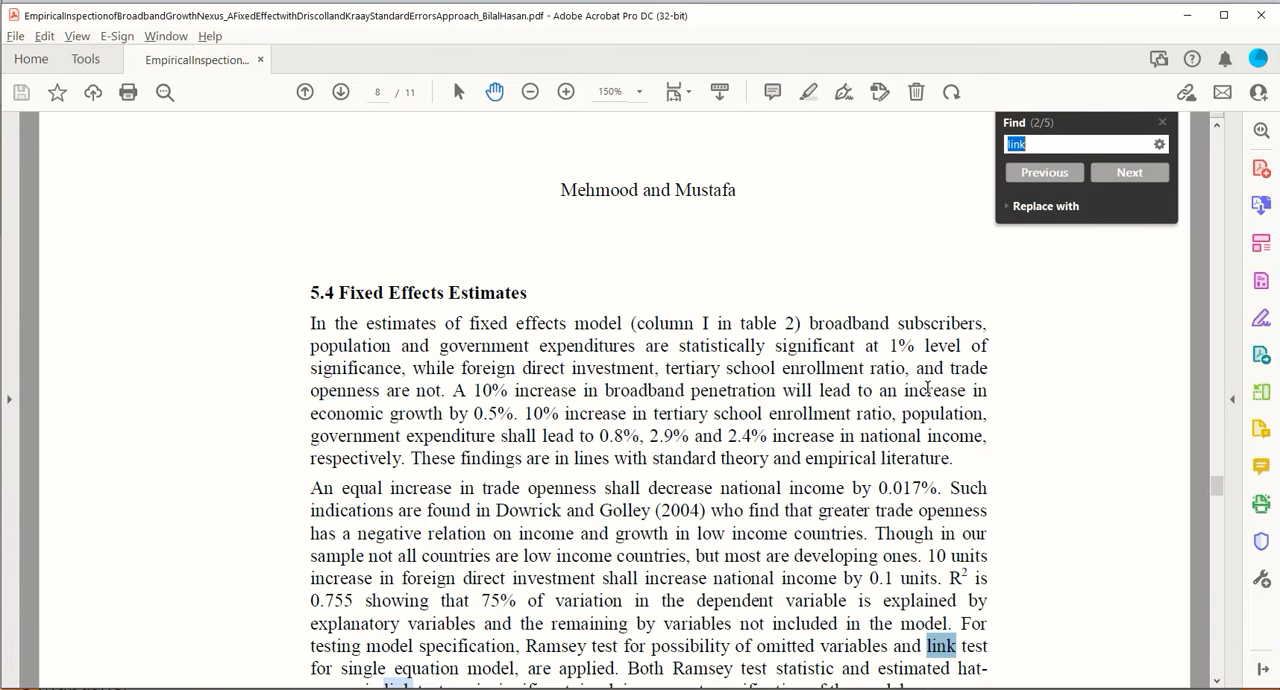 EmpiricalInspectionofBroadbandGrowthNexus_AFixedEffectwithDriscollandKraayStandardErrorsApproach_BilalHasan.pdf - Adobe Acrobat Pro DC (32-bit)
File Edit View E-Sign Window Help
Home Tools EmpiricalInspection... ×
8 / 11 150%
Find (2/5)
link
Previous Next
Replace with
Mehmood and Mustafa
5.4 Fixed Effects Estimates
In the estimates of fixed effects model (column I in table 2) broadband subscribers,
population and government expenditures are statistically significant at 1% level of
significance, while foreign direct investment, tertiary school enrollment ratio, and trade
openness are not. A 10% increase in broadband penetration will lead to an increase in
economic growth by 0.5%. 10% increase in tertiary school enrollment ratio, population,
government expenditure shall lead to 0.8%, 2.9% and 2.4% increase in national income,
respectively. These findings are in lines with standard theory and empirical literature.
An equal increase in trade openness shall decrease national income by 0.017%. Such
indications are found in Dowrick and Golley (2004) who find that greater trade openness
has a negative relation on income and growth in low income countries. Though in our
sample not all countries are low income countries, but most are developing ones. 10 units
increase in foreign direct investment shall increase national income by 0.1 units. R² is
0.755 showing that 75% of variation in the dependent variable is explained by
explanatory variables and the remaining by variables not included in the model. For
testing model specification, Ramsey test for possibility of omitted variables and link test
for single equation model, are applied. Both Ramsey test statistic and estimated hat-
link